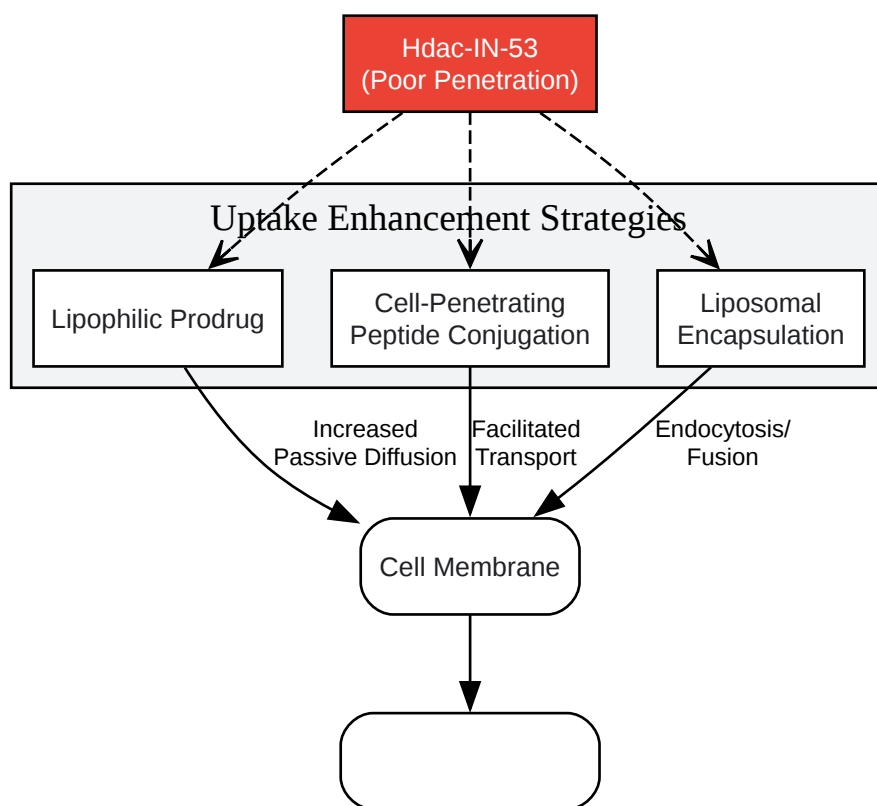 Hdac-IN-53
(Poor Penetration)
Uptake Enhancement Strategies
Lipophilic Prodrug
Cell-Penetrating
Peptide Conjugation
Liposomal
Encapsulation
Increased
Passive Diffusion
Facilitated
Transport
Endocytosis/
Fusion
Cell Membrane